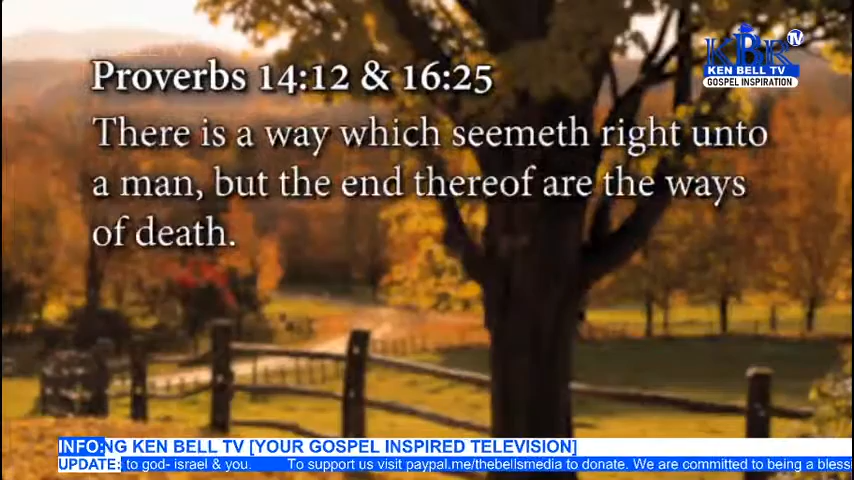 KBR TV
KEN BELL TV
GOSPEL INSPIRATION
Proverbs 14:12 & 16:25
There is a way which seemeth right unto
a man, but the end thereof are the ways
of death.
INFO: NG KEN BELL TV [YOUR GOSPEL INSPIRED TELEVISION]
UPDATE: to god- israel & you. To support us visit paypal.me/thebellsmedia to donate. We are committed to being a bless